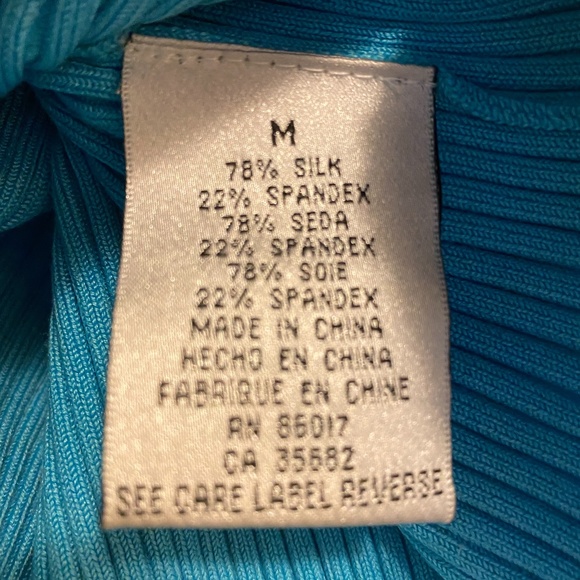 M
78% SILK
22% SPANDEX
78% SEDA
22% SPANDEX
78% SOIE
22% SPANDEX
MADE IN CHINA
HECHO EN CHINA
FABRIQUE EN CHINE
RN 86017
CA 35682
SEE CARE LABEL REVERSE